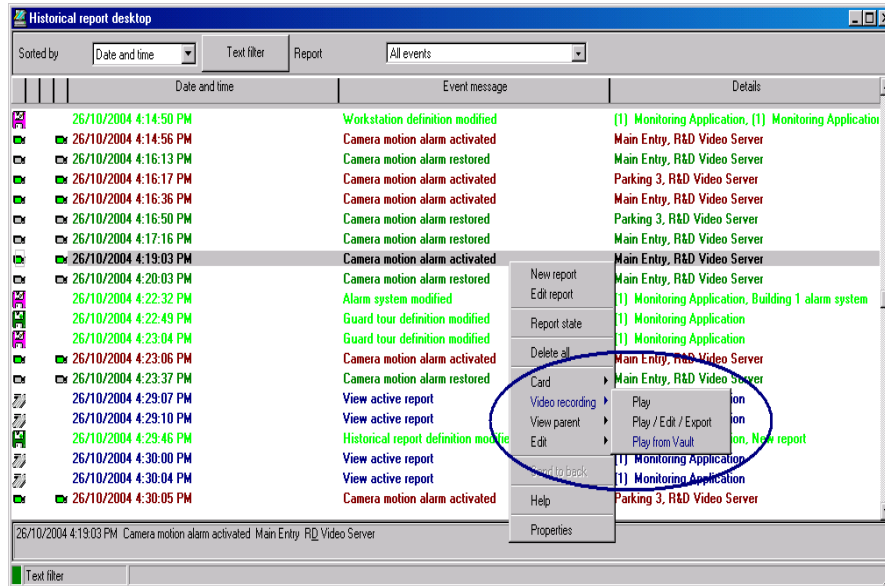 Historical report desktop
Sorted by Date and time Text filter Report All events
Date and time Event message Details
26/10/2004 4:14:50 PM Workstation definition modified (1) Monitoring Application, (1) Monitoring Application
26/10/2004 4:14:56 PM Camera motion alarm activated Main Entry, R&D Video Server
26/10/2004 4:16:13 PM Camera motion alarm restored Main Entry, R&D Video Server
26/10/2004 4:16:17 PM Camera motion alarm activated Parking 3, R&D Video Server
26/10/2004 4:16:36 PM Camera motion alarm activated Main Entry, R&D Video Server
26/10/2004 4:16:50 PM Camera motion alarm restored Parking 3, R&D Video Server
26/10/2004 4:17:16 PM Camera motion alarm restored Main Entry, R&D Video Server
26/10/2004 4:19:03 PM Camera motion alarm activated Main Entry, R&D Video Server
26/10/2004 4:20:03 PM Camera motion alarm restored Main Entry, R&D Video Server
26/10/2004 4:22:32 PM Alarm system modified (1) Monitoring Application, Building 1 alarm system
26/10/2004 4:22:49 PM Guard tour definition modified (1) Monitoring Application
26/10/2004 4:23:04 PM Guard tour definition modified (1) Monitoring Application
26/10/2004 4:23:06 PM Camera motion alarm activated Main Entry, R&D Video Server
26/10/2004 4:23:37 PM Camera motion alarm restored Main Entry, R&D Video Server
26/10/2004 4:29:07 PM View active report ion
26/10/2004 4:29:10 PM View active report ion
26/10/2004 4:29:46 PM Historical report definition modifie ion, New report
26/10/2004 4:30:00 PM View active report (1) Monitoring Application
26/10/2004 4:30:04 PM View active report (1) Monitoring Application
26/10/2004 4:30:05 PM Camera motion alarm activated Parking 3, R&D Video Server
New report
Edit report
Report state
Delete all
Card
Video recording
View parent
Edit
Send to back
Help
Properties
Play
Play / Edit / Export
Play from Vault
26/10/2004 4:19:03 PM Camera motion alarm activated Main Entry RD Video Server
Text filter